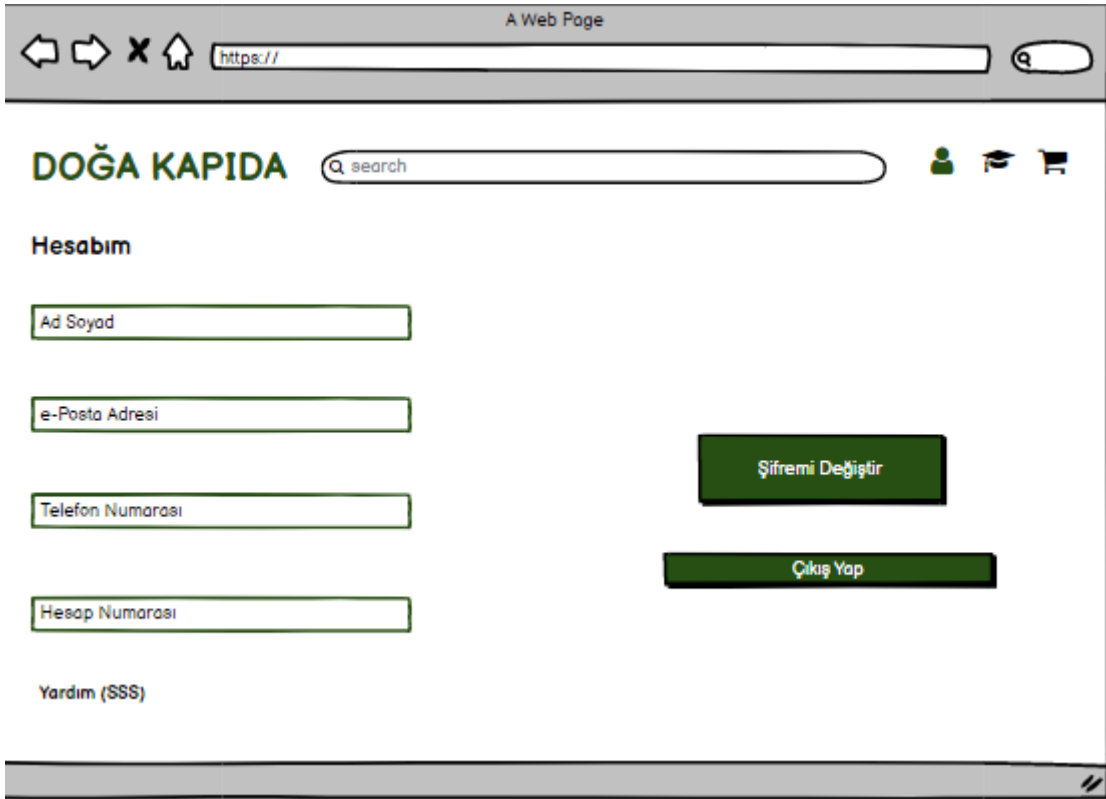 A Web Page
https://
DOĞA KAPIDA
search
Hesabım
Ad Soyad
e-Posta Adresi
Şifremi Değiştir
Telefon Numarası
Çıkış Yap
Hesap Numarası
Yardım (SSS)